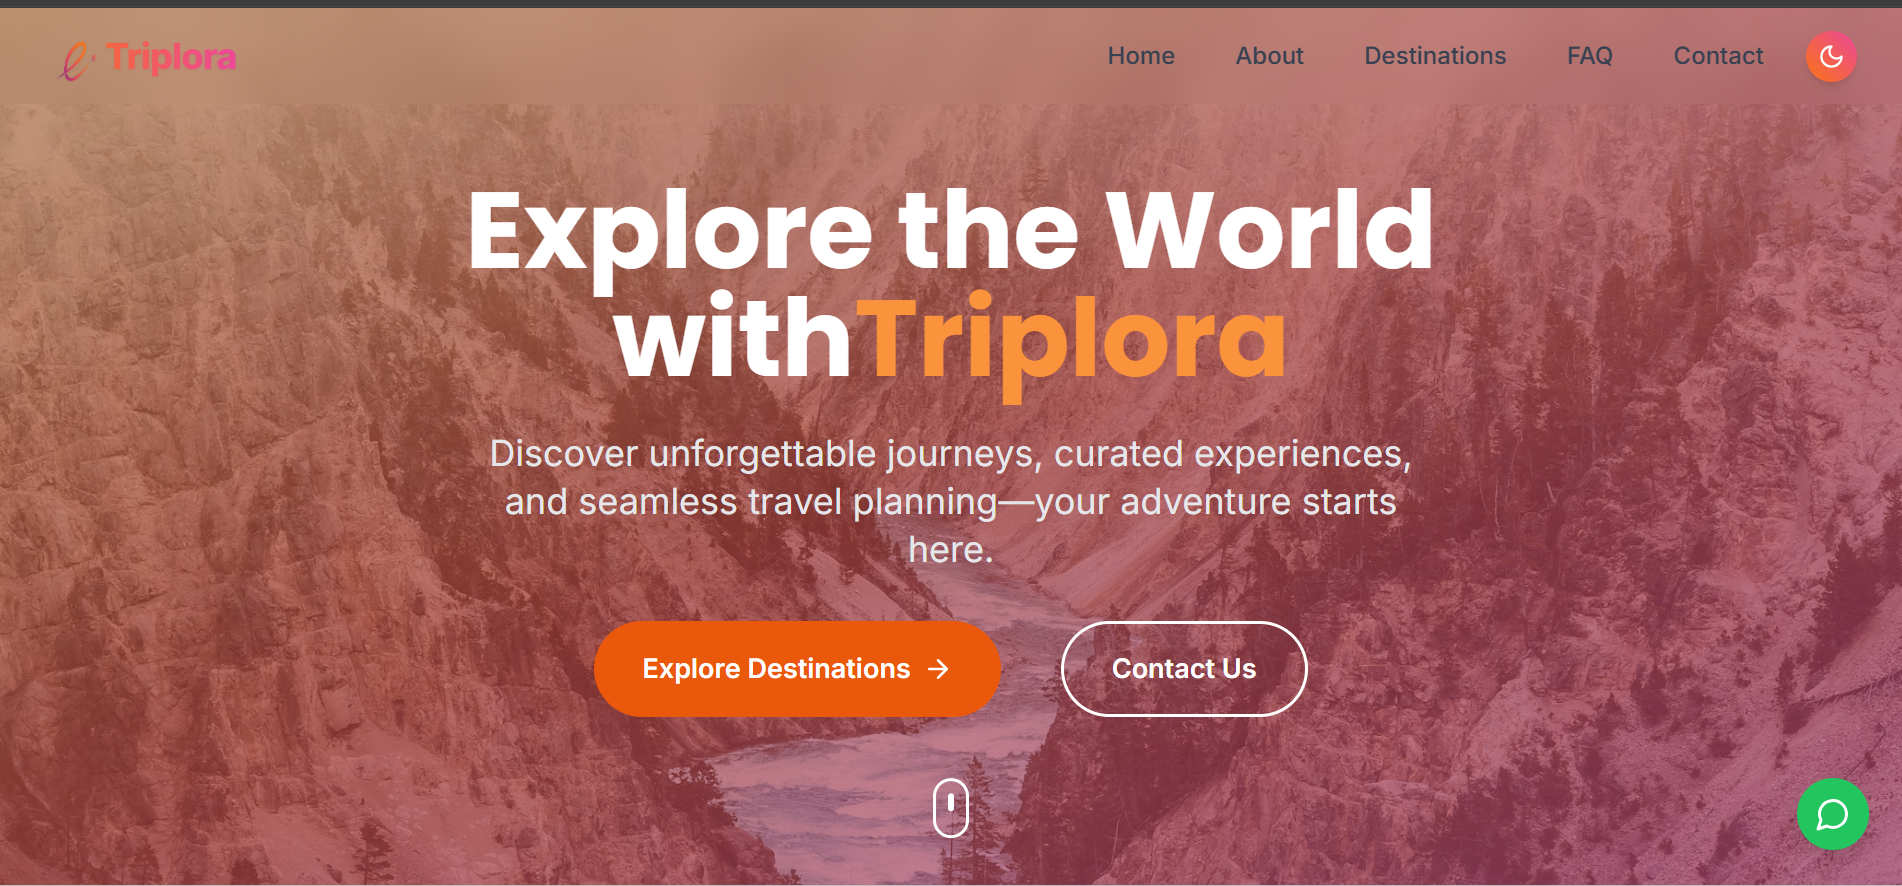 Triplora
Home About Destinations FAQ Contact
Explore the World
withTriplora
Discover unforgettable journeys, curated experiences,
and seamless travel planning—your adventure starts
here.
Explore Destinations
Contact Us